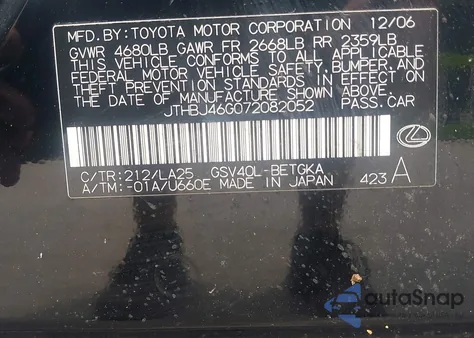 MFD. BY: TOYOTA MOTOR CORPORATION 12/06
GVWR 4680LB GAWR FR 2668LB RR 2359LB
THIS VEHICLE CONFORMS TO ALL APPLICABLE
FEDERAL MOTOR VEHICLE SAFETY, BUMPER, AND
THEFT PREVENTION STANDARDS IN EFFECT ON
THE DATE OF MANUFACTURE SHOWN ABOVE.
JTHBJ46G072082052 PASS. CAR
C/TR: 212/LA25 GSV40L-BETGKA
A/TM: -01A/U660E MADE IN JAPAN 423 A
autoSnap